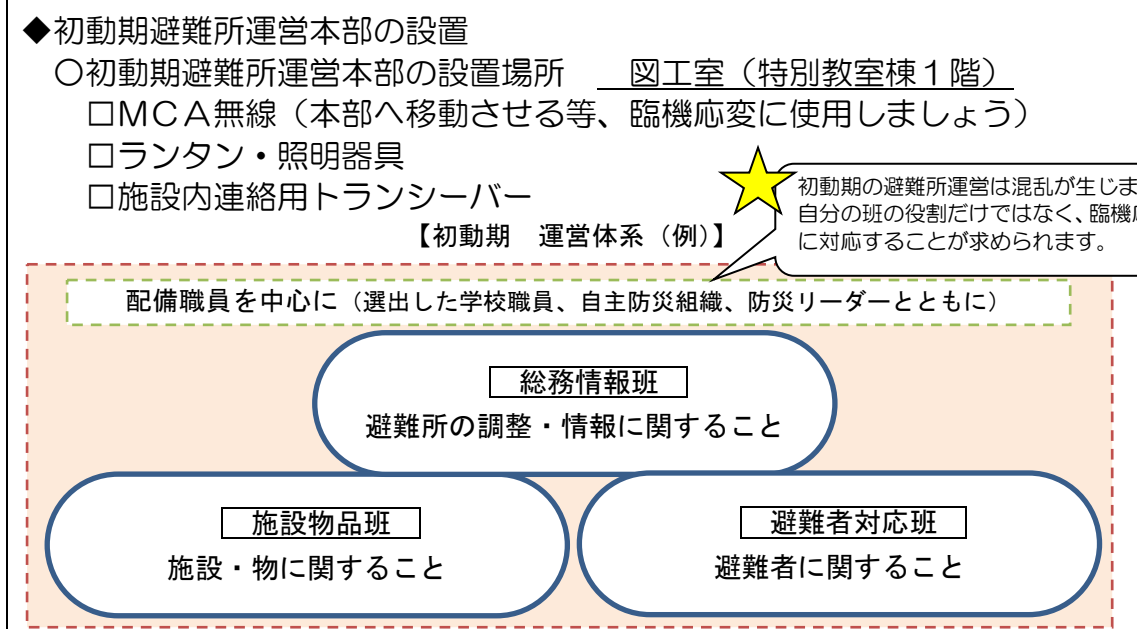 ◆初動期避難所運営本部の設置
〇初動期避難所運営本部の設置場所　図工室（特別教室棟１階）
□ＭＣＡ無線（本部へ移動させる等、臨機応変に使用しましょう）
□ランタン・照明器具
□施設内連絡用トランシーバー
初動期の避難所運営は混乱が生じま
自分の班の役割だけではなく、臨機
に対応することが求められます。
【初動期　運営体系（例）】
配備職員を中心に（選出した学校職員、自主防災組織、防災リーダーとともに）
総務情報班
避難所の調整・情報に関すること
施設物品班
施設・物に関すること
避難者対応班
避難者に関すること